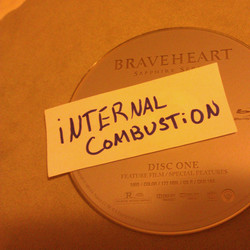 BRAVEHEART
iNTERNAL
COMBUSTiON
DISC ONE
FEATURE FILM / SPECIAL FEATURES